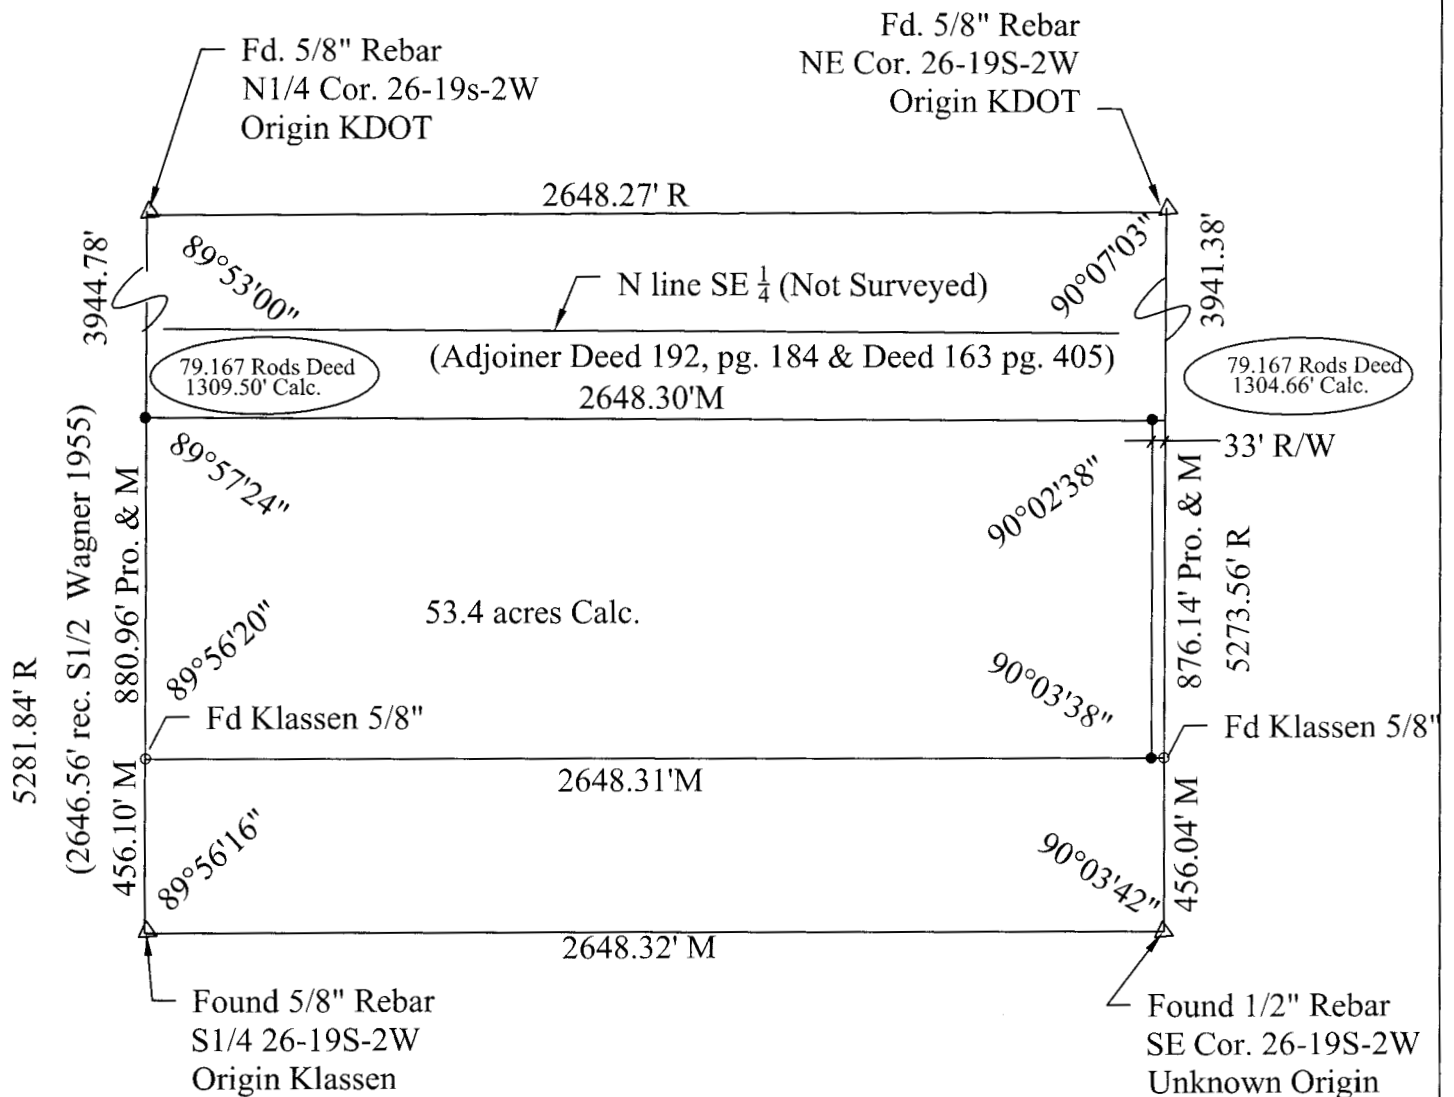 Fd. 5/8" Rebar
N1/4 Cor. 26-19s-2W
Origin KDOT
Fd. 5/8" Rebar
NE Cor. 26-19S-2W
Origin KDOT
2648.27' R
3944.78'
89°53'00"
90°07'03"
3941.38'
N line SE 1/4 (Not Surveyed)
(Adjoiner Deed 192, pg. 184 & Deed 163 pg. 405)
79.167 Rods Deed
1309.50' Calc.
79.167 Rods Deed
1304.66' Calc.
2648.30'M
33' R/W
89°57'24"
90°02'38"
5281.84' R
(2646.56' rec. S1/2 Wagner 1955)
880.96' Pro. & M
876.14' Pro. & M
5273.56' R
53.4 acres Calc.
89°56'20"
90°03'38"
Fd Klassen 5/8"
Fd Klassen 5/8"
2648.31'M
456.10' M
89°56'16"
90°03'42"
456.04' M
2648.32' M
Found 5/8" Rebar
S1/4 26-19S-2W
Origin Klassen
Found 1/2" Rebar
SE Cor. 26-19S-2W
Unknown Origin